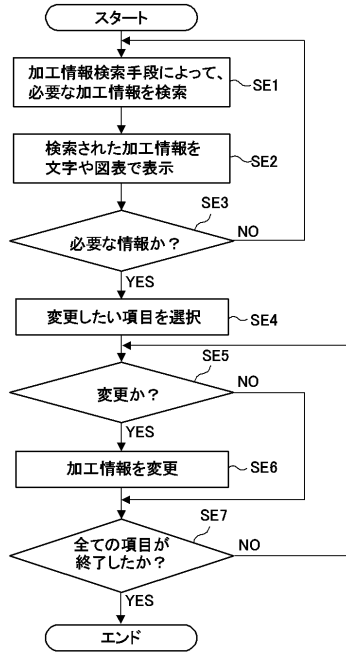 スタート
加工情報検索手段によって、
必要な加工情報を検索
SE1
検索された加工情報を
文字や図表で表示
SE2
SE3
必要な情報か？
NO
YES
変更したい項目を選択
SE4
SE5
変更か？
NO
YES
加工情報を変更
SE6
SE7
全ての項目が
終了したか？
NO
YES
エンド